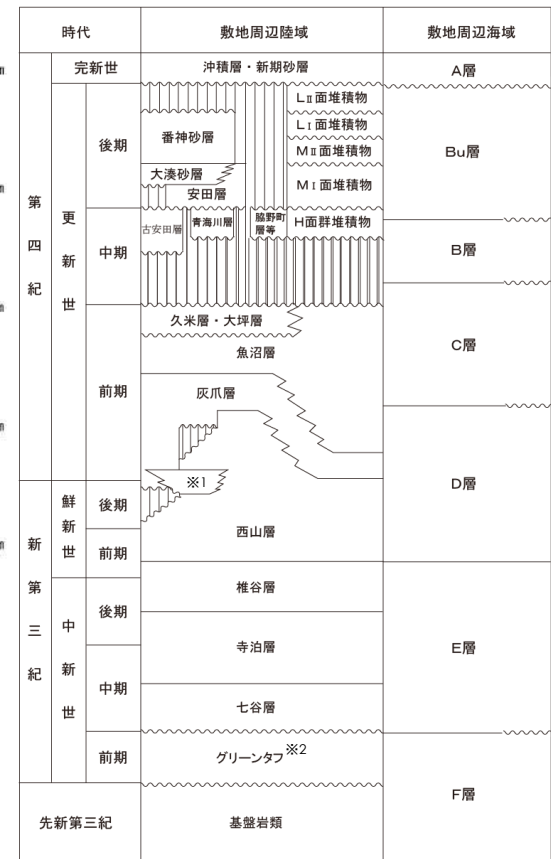 時代
敷地周辺陸域
敷地周辺海域
第四紀
完新世
沖積層・新期砂層
A層
更新世
後期
番神砂層
大湊砂層
安田層
LⅡ面堆積物
LⅠ面堆積物
MⅡ面堆積物
MⅠ面堆積物
Bu層
中期
古安田層
青海川層
脇野町層等
H面群堆積物
B層
前期
久米層・大坪層
魚沼層
灰爪層
※1
C層
D層
新第三紀
鮮新世
後期
前期
西山層
中新世
後期
中期
前期
椎谷層
寺泊層
七谷層
グリーンタフ※2
E層
先新第三紀
基盤岩類
F層